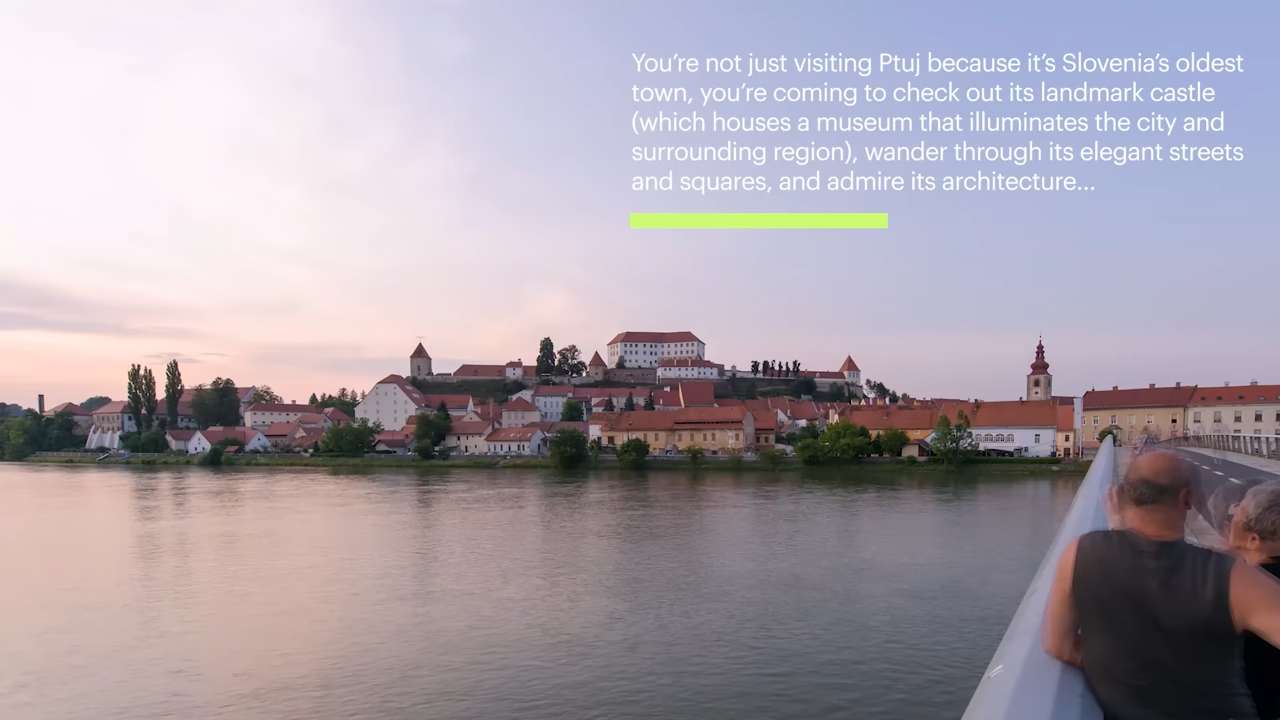 You’re not just visiting Ptuj because it’s Slovenia’s oldest
town, you’re coming to check out its landmark castle
(which houses a museum that illuminates the city and
surrounding region), wander through its elegant streets
and squares, and admire its architecture...